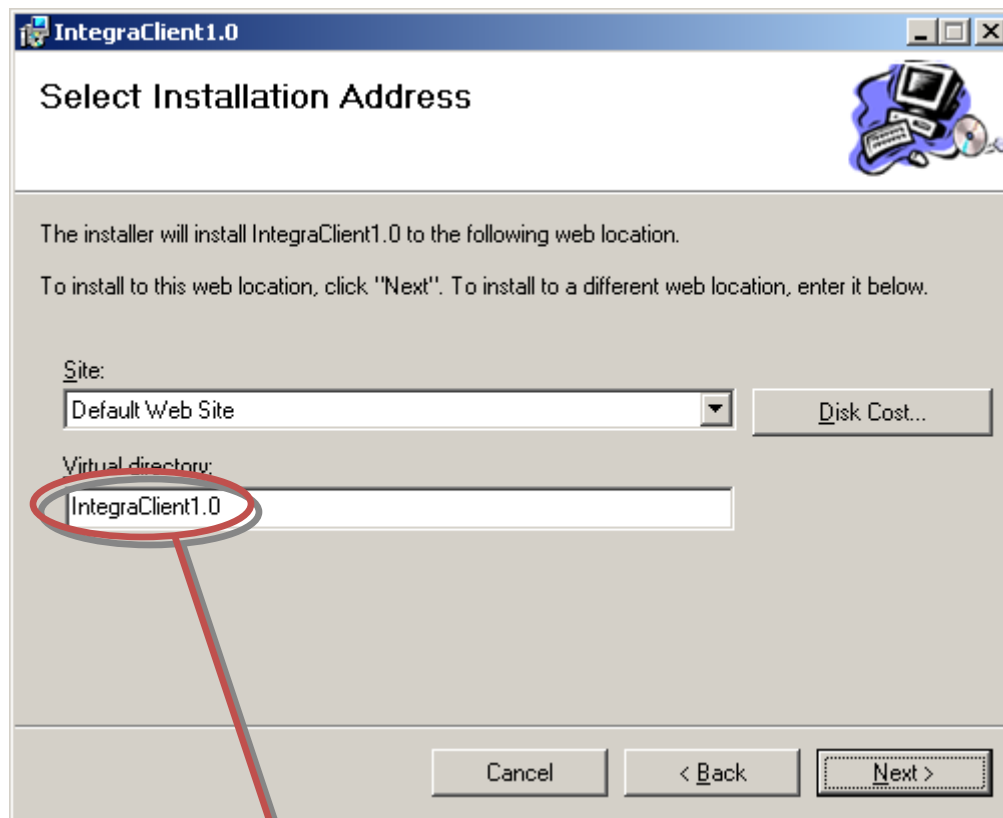 IntegraClient1.0
Select Installation Address
The installer will install IntegraClient1.0 to the following web location.
To install to this web location, click "Next". To install to a different web location, enter it below.
Site:
Default Web Site
Disk Cost...
Virtual directory:
IntegraClient1.0
Cancel
< Back
Next >